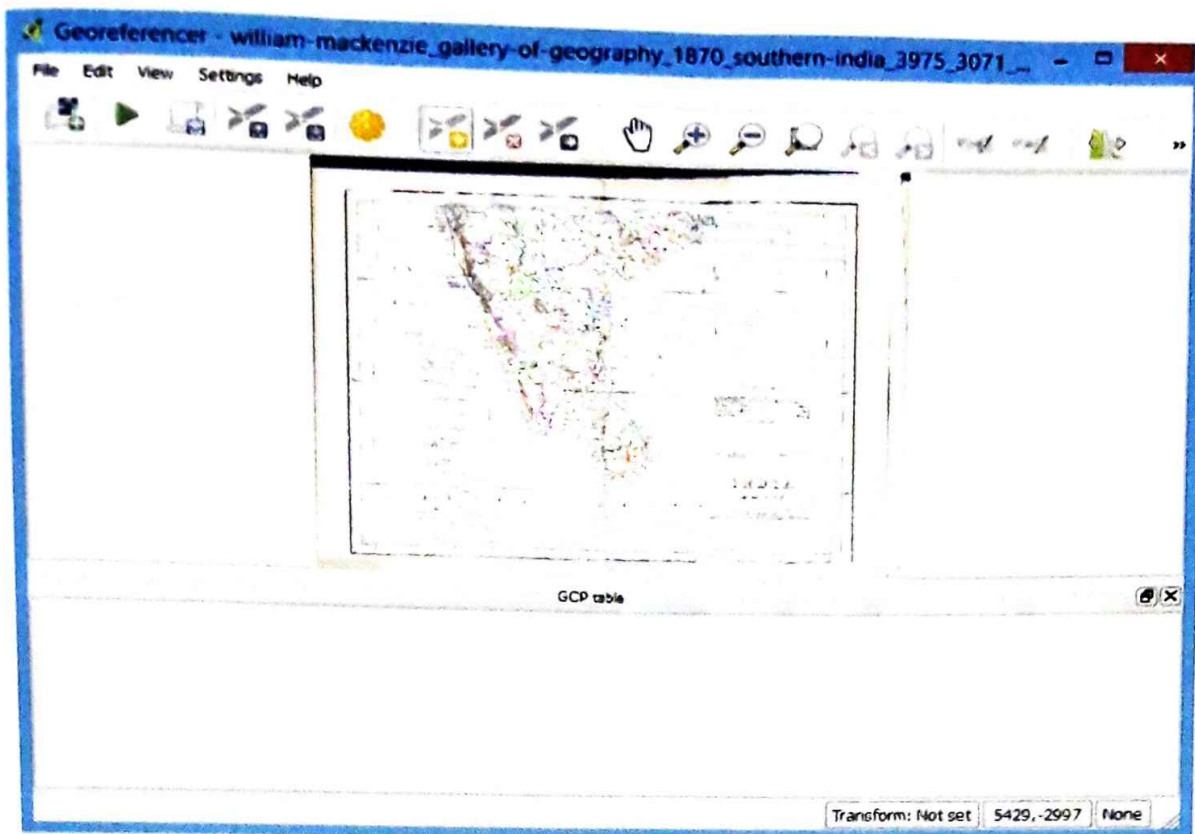 Georeferencer - william-mackenzie_gallery-of-geography_1870_southern-india_3975_3071_...
File Edit View Settings Help
»
GCP table
Transform: Not set 5429,-2997 None